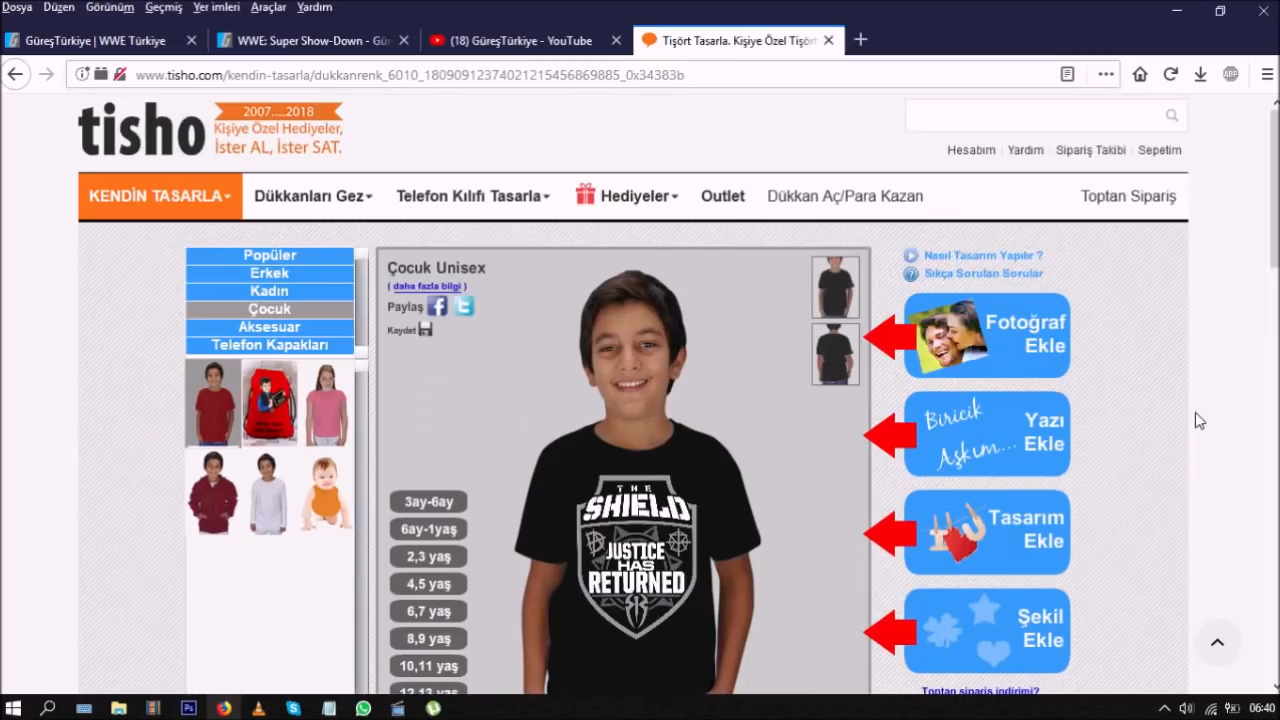 Dosya Düzen Görünüm Geçmiş Yer imleri Araçlar Yardım
GüreşTürkiye | WWE Türkiye
WWE: Super Show-Down - Gür
(18) GüreşTürkiye - YouTube
Tişört Tasarla. Kişiye Özel Tişört
www.tisho.com/kendin-tasarla/dukkanrenk_6010_18090912374021215456869885_0x34383b
ABP
tisho
2007.....2018
Kişiye Özel Hediyeler,
İster AL, İster SAT.
Hesabım Yardım Sipariş Takibi Sepetim
KENDİN TASARLA Dükkanları Gez Telefon Kılıfı Tasarla Hediyeler Outlet Dükkan Aç/Para Kazan Toptan Sipariş
Popüler
Erkek
Kadın
Çocuk
Aksesuar
Telefon Kapakları
Çocuk Unisex
( daha fazla bilgi )
Paylaş
Kaydet
3ay-6ay
6ay-1yaş
2,3 yaş
4,5 yaş
6,7 yaş
8,9 yaş
10,11 yaş
12,13 yaş
THE
SHIELD
JUSTICE
HAS
RETURNED
Nasıl Tasarım Yapılır ?
Sıkça Sorulan Sorular
Fotoğraf
Ekle
Biricik
Aşkım...
Yazı
Ekle
Tasarım
Ekle
Şekil
Ekle
Toptan sipariş indirimi?
06:40